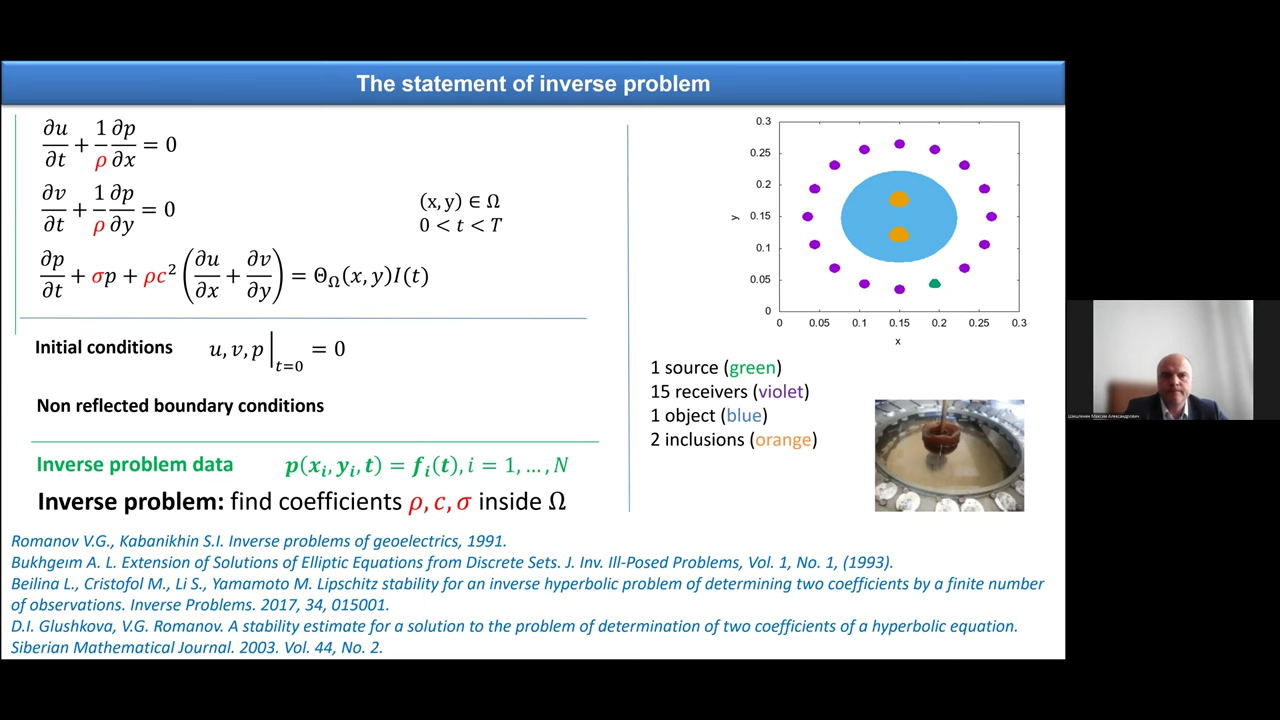 The statement of inverse problem
∂u/∂t + 1/ρ ∂p/∂x = 0
∂v/∂t + 1/ρ ∂p/∂y = 0
(x, y) ∈ Ω
0 < t < T
∂p/∂t + σp + ρc² (∂u/∂x + ∂v/∂y) = Θ_Ω(x, y)I(t)
Initial conditions u, v, p |_{t=0} = 0
Non reflected boundary conditions
Inverse problem data p(x_i, y_i, t) = f_i(t), i = 1, … , N
Inverse problem: find coefficients ρ, c, σ inside Ω
0.3
0.25
0.2
0.15
0.1
0.05
0
y
0 0.05 0.1 0.15 0.2 0.25 0.3
x
1 source (green)
15 receivers (violet)
1 object (blue)
2 inclusions (orange)
Romanov V.G., Kabanikhin S.I. Inverse problems of geoelectrics, 1991.
Bukhgeım A. L. Extension of Solutions of Elliptic Equations from Discrete Sets. J. Inv. Ill-Posed Problems, Vol. 1, No. 1, (1993).
Beilina L., Cristofol M., Li S., Yamamoto M. Lipschitz stability for an inverse hyperbolic problem of determining two coefficients by a finite number
of observations. Inverse Problems. 2017, 34, 015001.
D.I. Glushkova, V.G. Romanov. A stability estimate for a solution to the problem of determination of two coefficients of a hyperbolic equation.
Siberian Mathematical Journal. 2003. Vol. 44, No. 2.
Шишленин Максим Александрович